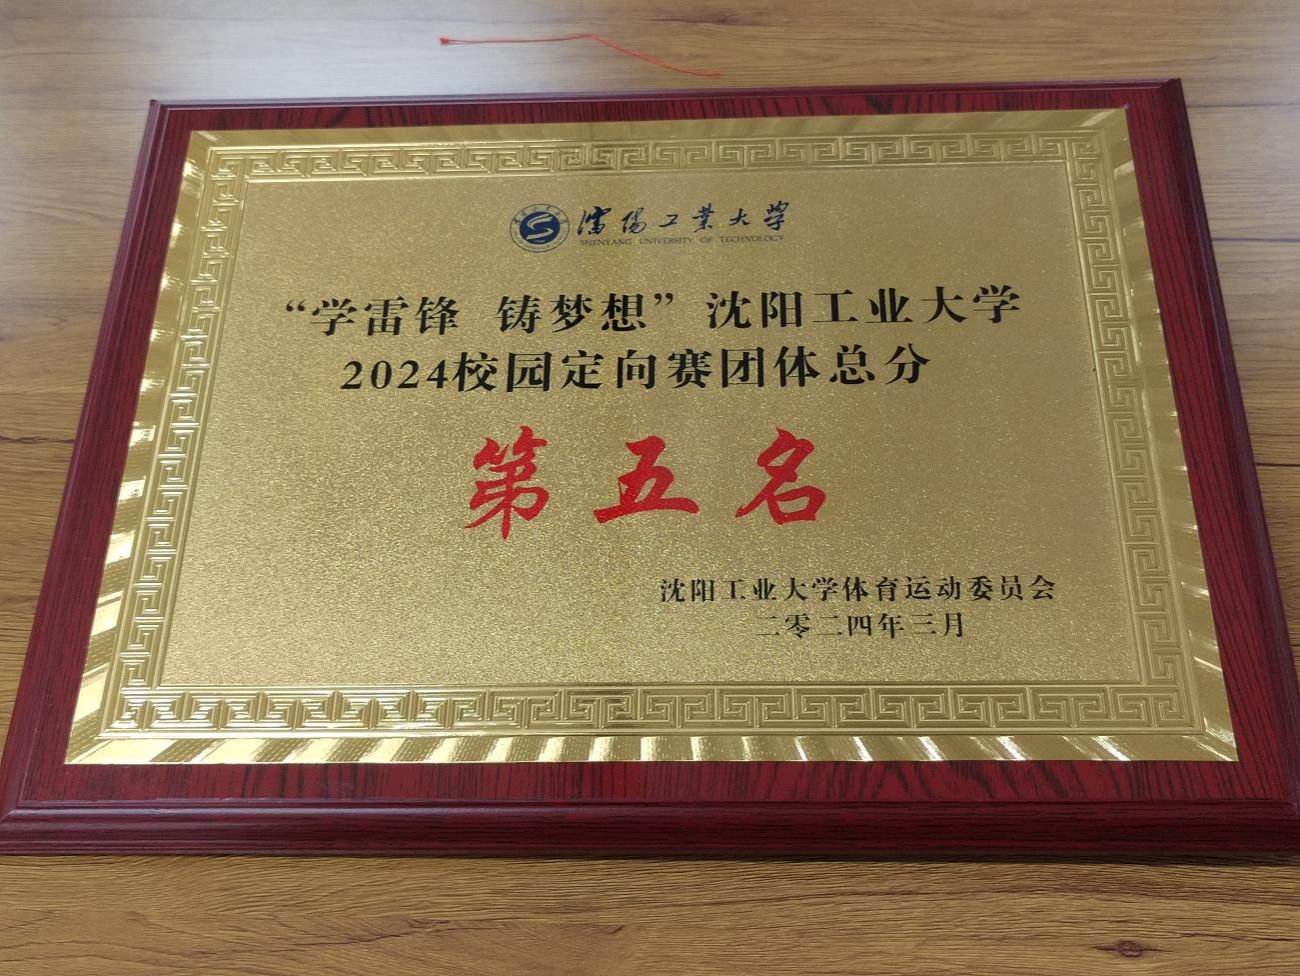 瀋陽工業大學
SHENYANG UNIVERSITY OF TECHNOLOGY
“学雷锋 铸梦想”沈阳工业大学
2024校园定向赛团体总分
第五名
沈阳工业大学体育运动委员会
二零二四年三月